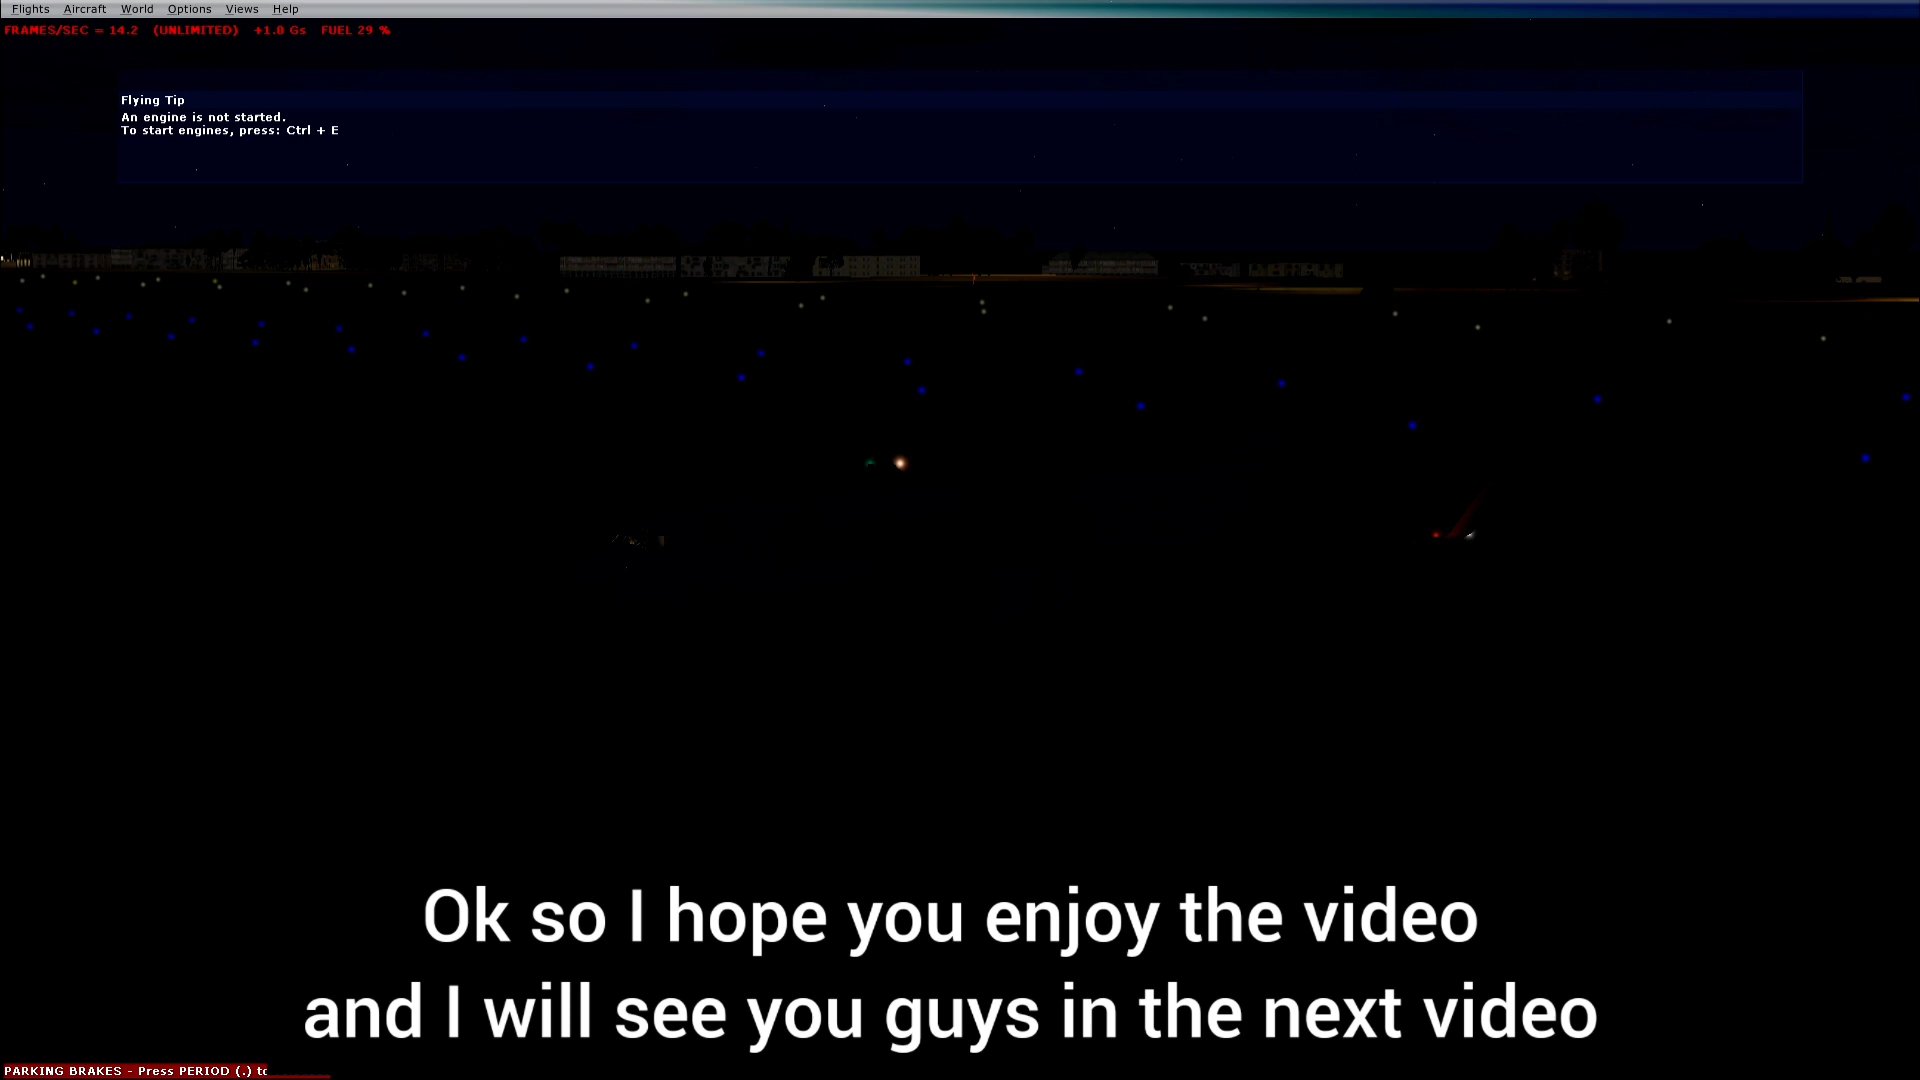 Flights Aircraft World Options Views Help
FRAMES/SEC = 14.2 (UNLIMITED) +1.0 Gs FUEL 29 %
Flying Tip
An engine is not started.
To start engines, press: Ctrl + E
Ok so I hope you enjoy the video
and I will see you guys in the next video
PARKING BRAKES - Press PERIOD (.) to